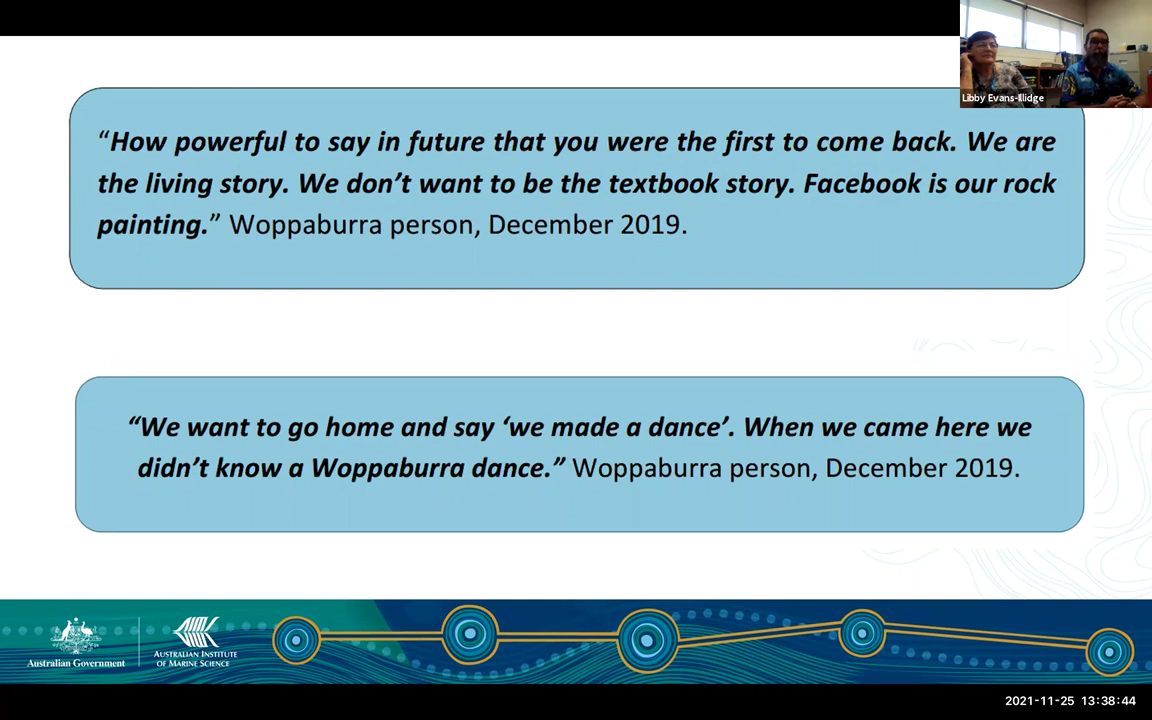 Libby Evans-Illidge
“How powerful to say in future that you were the first to come back. We are
the living story. We don’t want to be the textbook story. Facebook is our rock
painting.” Woppaburra person, December 2019.
“We want to go home and say ‘we made a dance’. When we came here we
didn’t know a Woppaburra dance.” Woppaburra person, December 2019.
Australian Government
AUSTRALIAN INSTITUTE
OF MARINE SCIENCE
2021-11-25 13:38:44